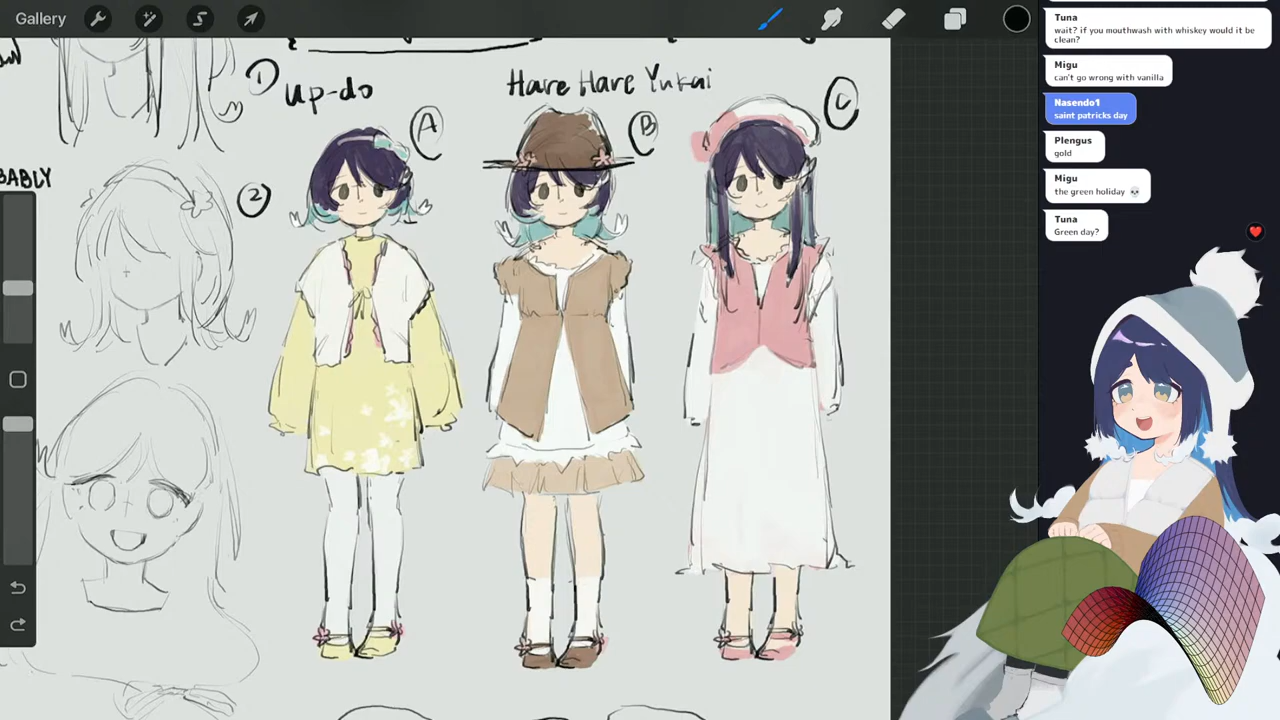 Gallery
① up-do
Hare Hare Yukai
Ⓐ
Ⓑ
Ⓒ
BABLY
②
Tuna
wait? if you mouthwash with whiskey would it be
clean?
Migu
can't go wrong with vanilla
Nasendo1
saint patricks day
Plengus
gold
Migu
the green holiday 💀
Tuna
Green day?